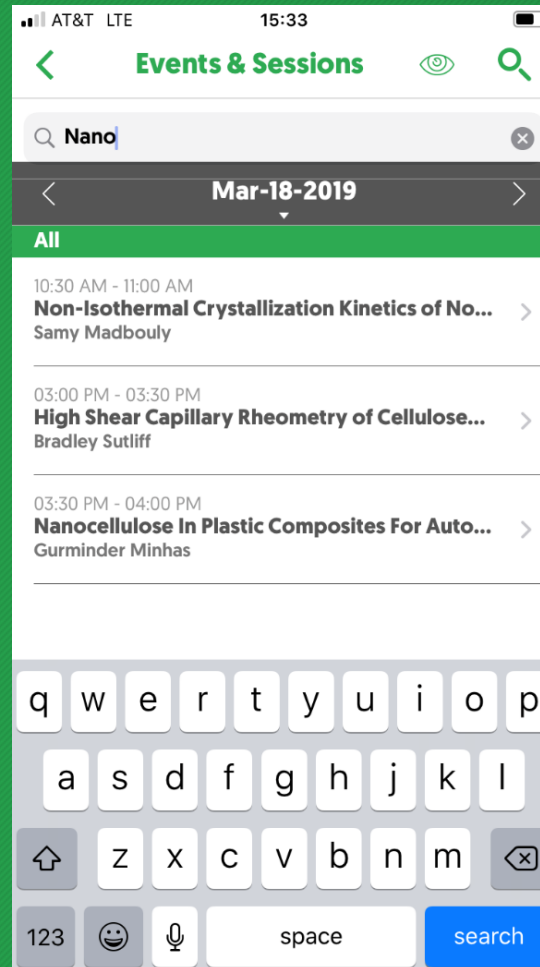 AT&T LTE 15:33
Events & Sessions
Nano
Mar-18-2019
All
10:30 AM - 11:00 AM
Non-Isothermal Crystallization Kinetics of No...
Samy Madbouly
03:00 PM - 03:30 PM
High Shear Capillary Rheometry of Cellulose...
Bradley Sutliff
03:30 PM - 04:00 PM
Nanocellulose In Plastic Composites For Auto...
Gurminder Minhas
q w e r t y u i o p
a s d f g h j k l
z x c v b n m
123 space search